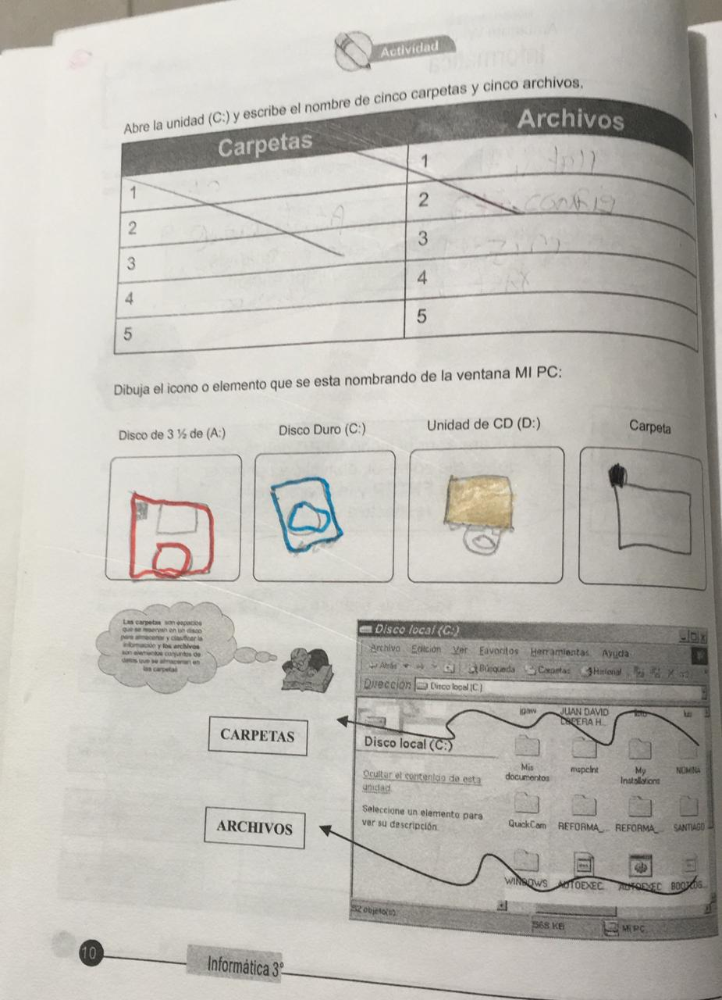 Actividad
Abre la unidad (C:) y escribe el nombre de cinco carpetas y cinco archivos.
Carpetas Archivos
1 1
2 2 CONFIG
3 3
4 4
5 5
Dibuja el icono o elemento que se esta nombrando de la ventana MI PC:
Disco de 3 ½ de (A:) Disco Duro (C:) Unidad de CD (D:) Carpeta
Las carpetas son espacios
que se reservan en un disco
para almacenar y clasificar la
información y los archivos
son elementos conjuntos de
datos que se almacenan en
las carpetas
CARPETAS
ARCHIVOS
Disco local (C:)
Archivo Edición Ver Favoritos Herramientas Ayuda
Atrás Búsqueda Carpetas Historial
Dirección Disco local (C:)
igaw JUAN DAVID
LOPERA H...
Disco local (C:)
Mis
documentos mspclnt My
Installations NOMINA
Ocultar el contenido de esta
unidad
Seleccione un elemento para
ver su descripción.
QuickCam REFORMA_... REFORMA_... SANTIAGO
WINDOWS AUTOEXEC AUTOEXEC BOOTLOG...
52 objeto(s) 568 KB Mi PC
10
Informática 3°